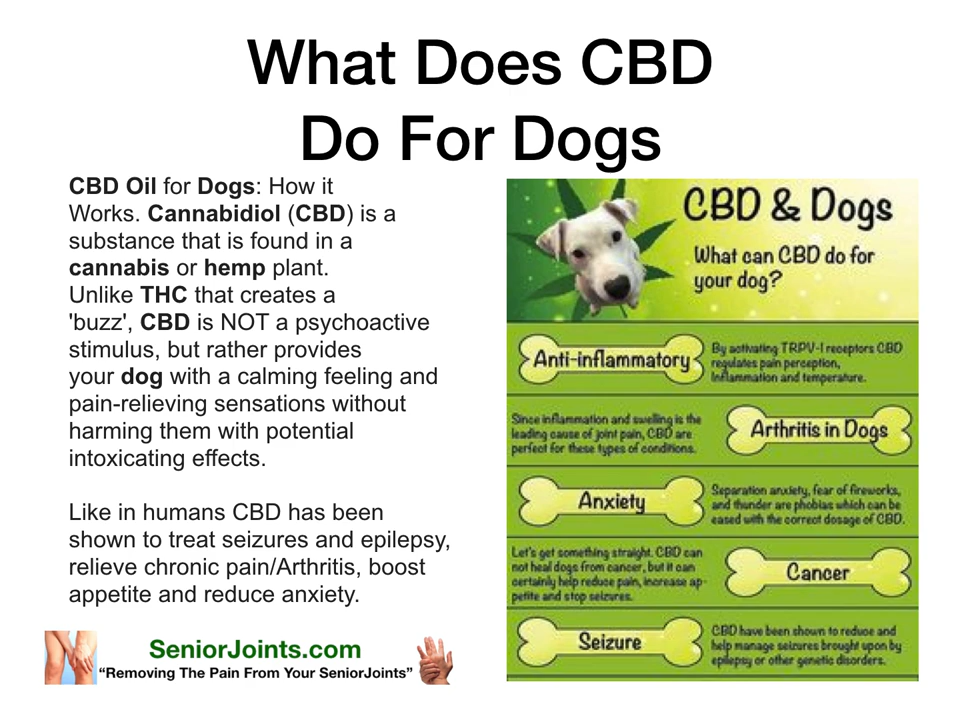 What Does CBD
Do For Dogs
CBD Oil for Dogs: How it
Works. Cannabidiol (CBD) is a
substance that is found in a
cannabis or hemp plant.
Unlike THC that creates a
'buzz', CBD is NOT a psychoactive
stimulus, but rather provides
your dog with a calming feeling and
pain-relieving sensations without
harming them with potential
intoxicating effects.
Like in humans CBD has been
shown to treat seizures and epilepsy,
relieve chronic pain/Arthritis, boost
appetite and reduce anxiety.
SeniorJoints.com
“Removing The Pain From Your SeniorJoints”
CBD & Dogs
What can CBD do for
your dog?
Anti-inflammatory
By activating TRPV-1 receptors CBD
regulates pain perception,
Inflammation and temperature.
Since inflammation and swelling is the
leading cause of joint pain, CBD are
perfect for these types of conditions.
Arthritis in Dogs
Anxiety
Separation anxiety, fear of fireworks,
and thunder are phobias which can be
eased with the correct dosage of CBD.
Let's get something straight. CBD can
not heal dogs from cancer, but it can
certainly help reduce pain, increase ap-
petite and stop seizures.
Cancer
Seizure
CBD have been shown to reduce and
help manage seizures brought upon by
epilepsy or other genetic disorders.